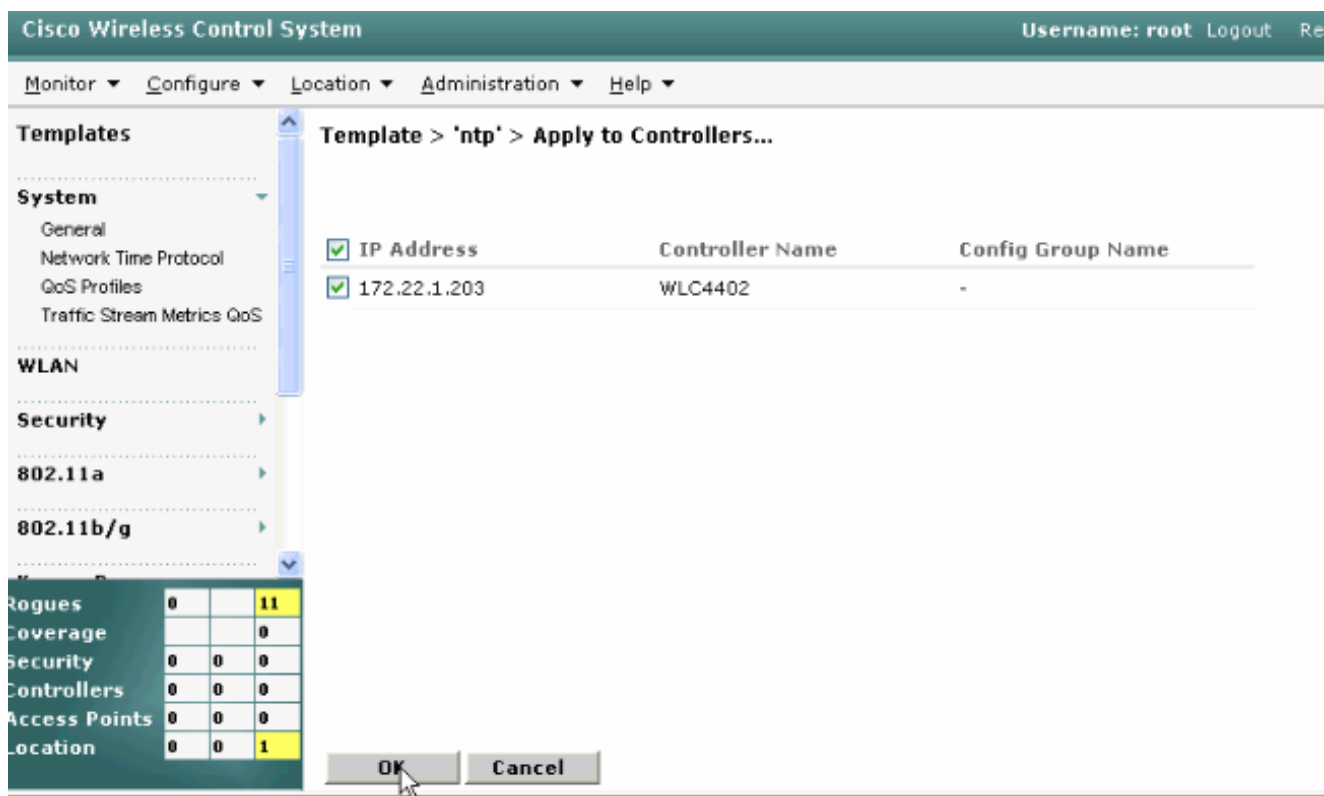 Cisco Wireless Control System Username: root Logout Re
Monitor Configure Location Administration Help
Templates
System
General
Network Time Protocol
QoS Profiles
Traffic Stream Metrics QoS
WLAN
Security
802.11a
802.11b/g
Template > 'ntp' > Apply to Controllers...
IP Address Controller Name Config Group Name
172.22.1.203 WLC4402 -
Rogues 0 11
Coverage 0
Security 0 0 0
Controllers 0 0 0
Access Points 0 0 0
Location 0 0 1
OK Cancel